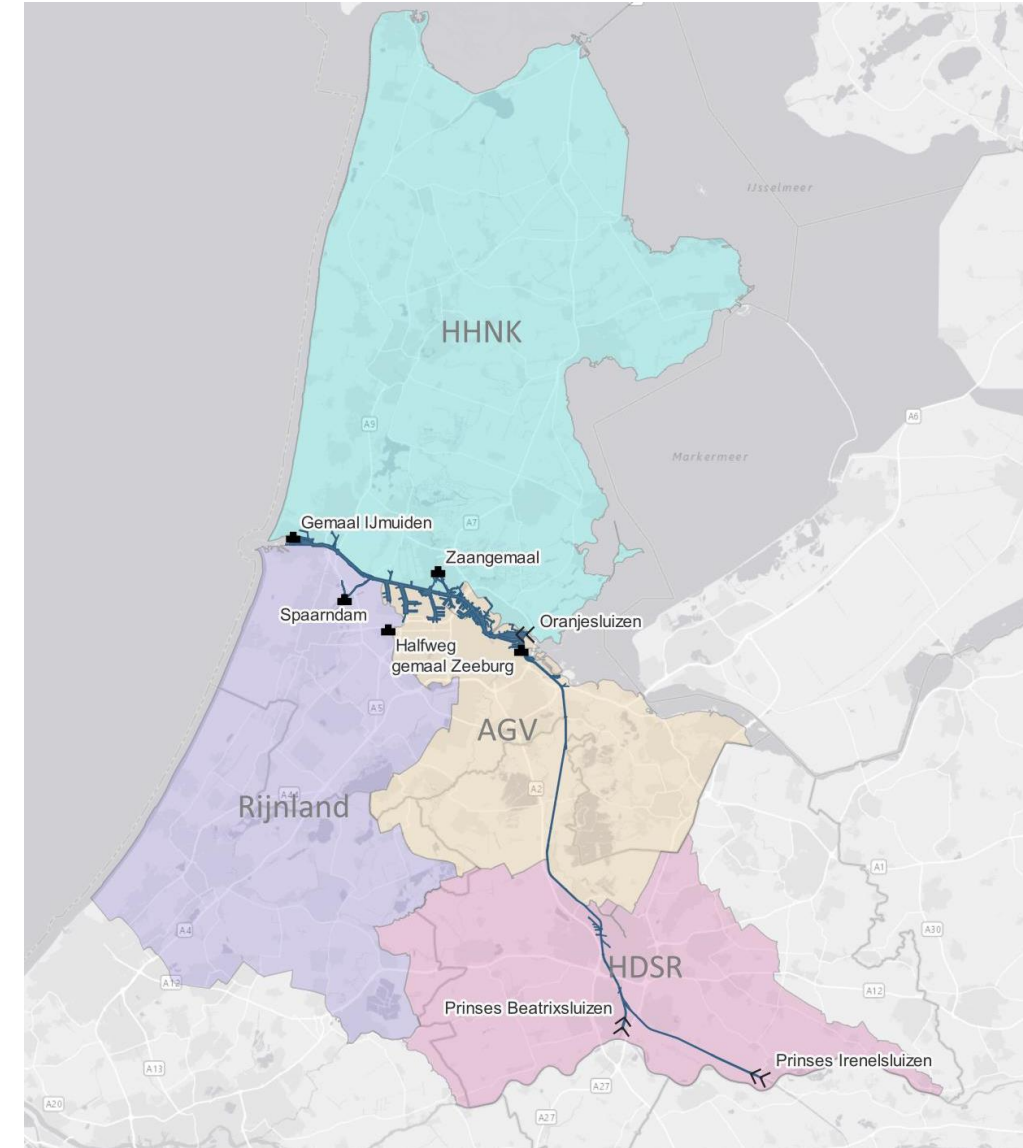 IJsselmeer
HHNK
A6
A9
Markermeer
Gemaal IJmuiden
A7
Zaangemaal
Spaarndam
Oranjesluizen
Halfweg
gemaal Zeeburg
A5
AGV
A2
A44
Rijnland
A1
A4
A30
HDSR
A12
A12
Prinses Beatrixsluizen
Prinses Irenelsluizen
A13
A27
A20
A27